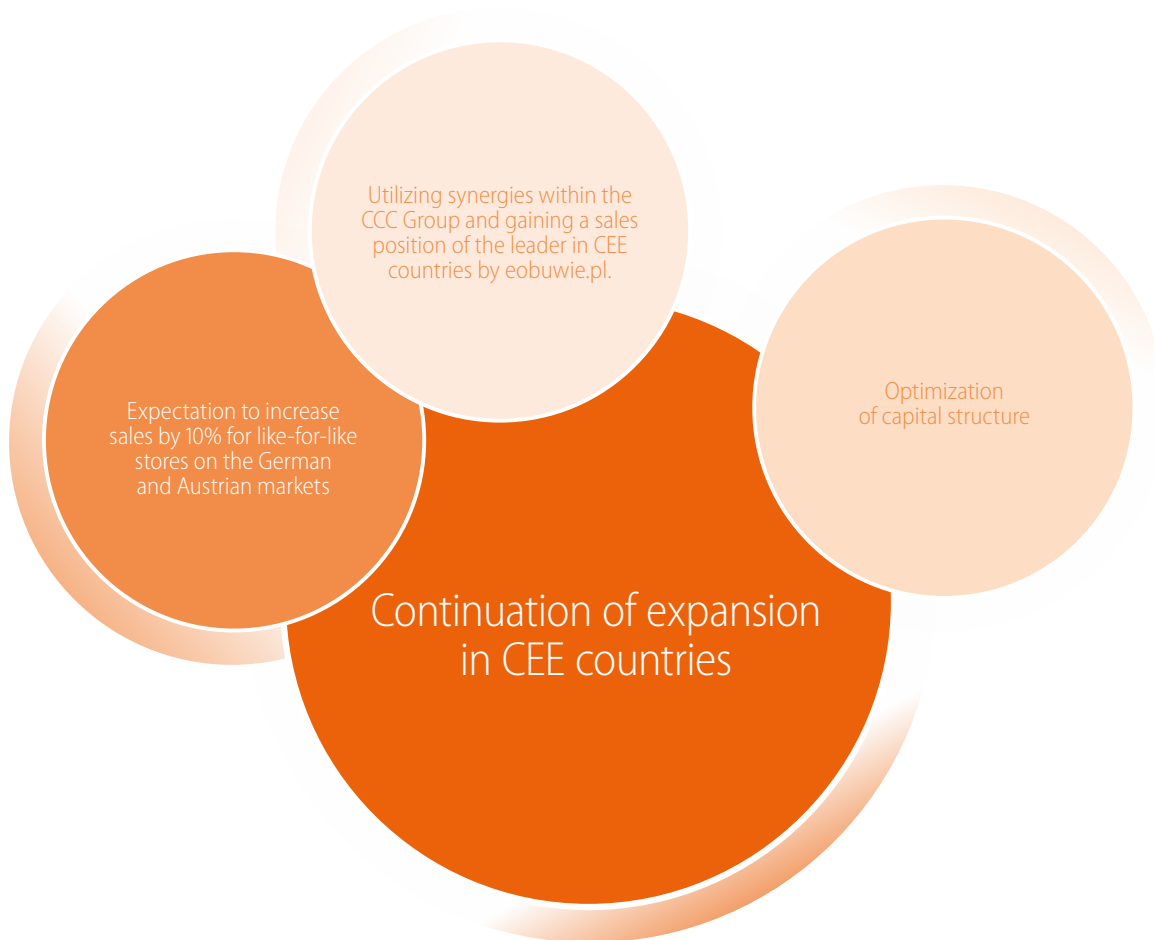 Utilizing synergies within the
CCC Group and gaining a sales
position of the leader in CEE
countries by eobuwie.pl.
Expectation to increase
sales by 10% for like-for-like
stores on the German
and Austrian markets
Optimization
of capital structure
Continuation of expansion
in CEE countries